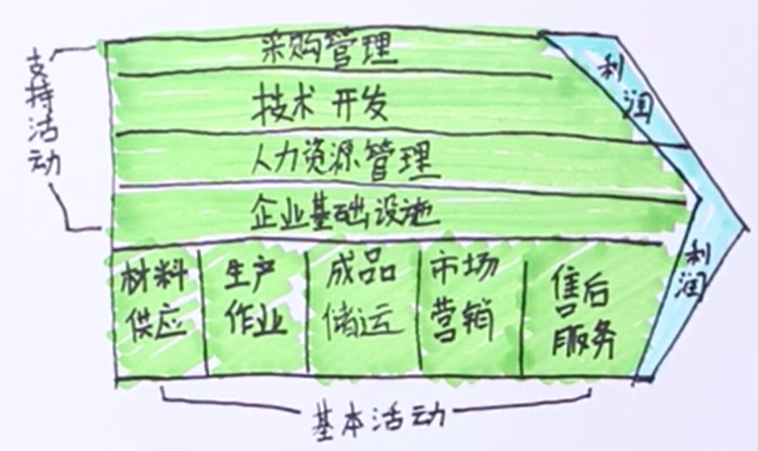 支持活动
采购管理
技术开发
人力资源管理
企业基础设施
利润
材料
供应
生产
作业
成品
储运
市场
营销
售后
服务
利润
基本活动